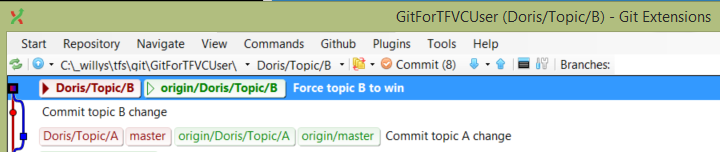 GitForTFVCUser (Doris/Topic/B) - Git Extensions
Start Repository Navigate View Commands Github Plugins Tools Help
C:\_willys\tfs\git\GitForTFVCUser\ Doris/Topic/B Commit (8) Branches:
Doris/Topic/B origin/Doris/Topic/B Force topic B to win
Commit topic B change
Doris/Topic/A master origin/Doris/Topic/A origin/master Commit topic A change